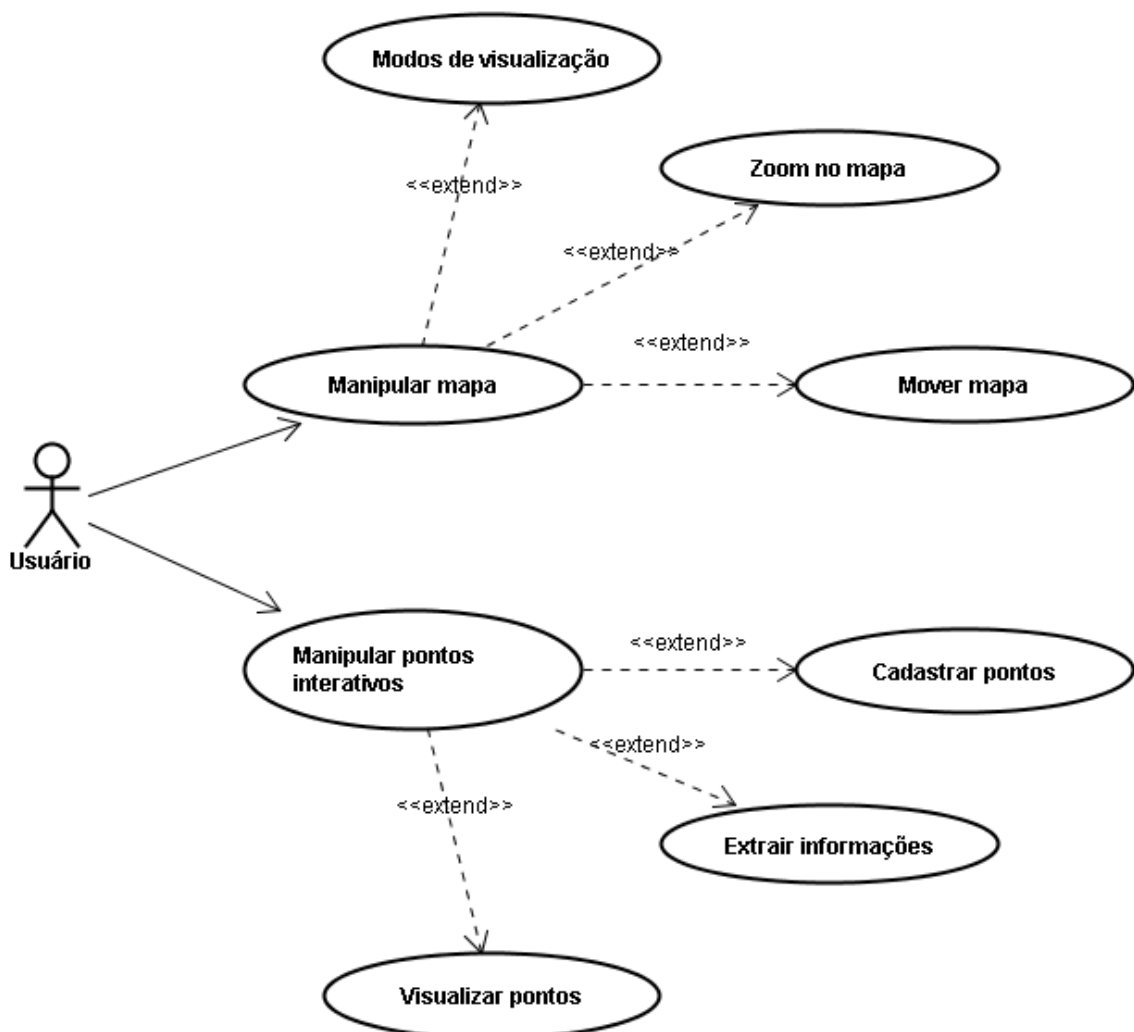 Modos de visualização
<<extend>>
Zoom no mapa
<<extend>>
<<extend>>
Manipular mapa
Mover mapa
Usuário
Manipular pontos
interativos
<<extend>>
Cadastrar pontos
<<extend>>
<<extend>>
Extrair informações
Visualizar pontos